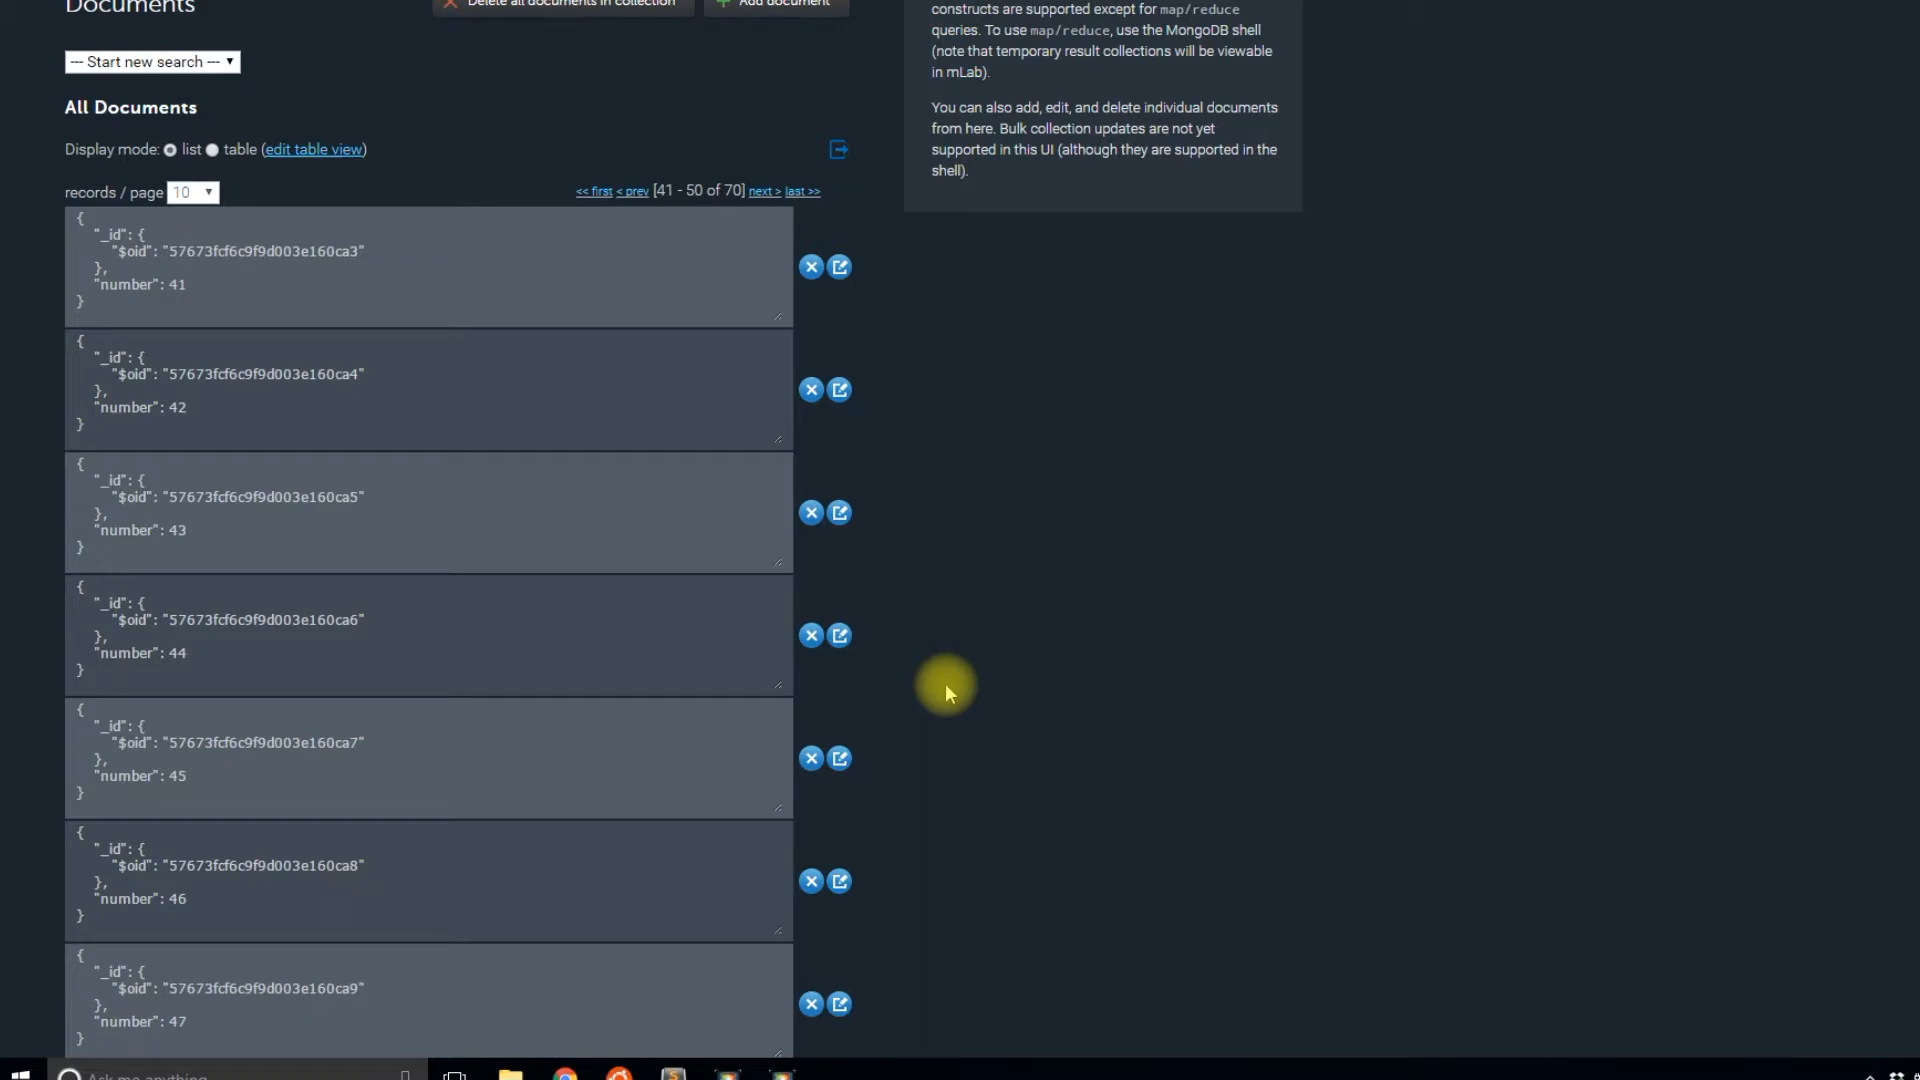 Documents
Delete all documents in collection
Add document
--- Start new search ---
All Documents
Display mode: list table (edit table view)
records / page 10
<< first < prev [41 - 50 of 70] next > last >>
{
"_id": {
"$oid": "57673fcf6c9f9d003e160ca3"
},
"number": 41
}
{
"_id": {
"$oid": "57673fcf6c9f9d003e160ca4"
},
"number": 42
}
{
"_id": {
"$oid": "57673fcf6c9f9d003e160ca5"
},
"number": 43
}
{
"_id": {
"$oid": "57673fcf6c9f9d003e160ca6"
},
"number": 44
}
{
"_id": {
"$oid": "57673fcf6c9f9d003e160ca7"
},
"number": 45
}
{
"_id": {
"$oid": "57673fcf6c9f9d003e160ca8"
},
"number": 46
}
{
"_id": {
"$oid": "57673fcf6c9f9d003e160ca9"
},
"number": 47
}
constructs are supported except for map/reduce
queries. To use map/reduce, use the MongoDB shell
(note that temporary result collections will be viewable
in mLab).
You can also add, edit, and delete individual documents
from here. Bulk collection updates are not yet
supported in this UI (although they are supported in the
shell).
Ask me anything